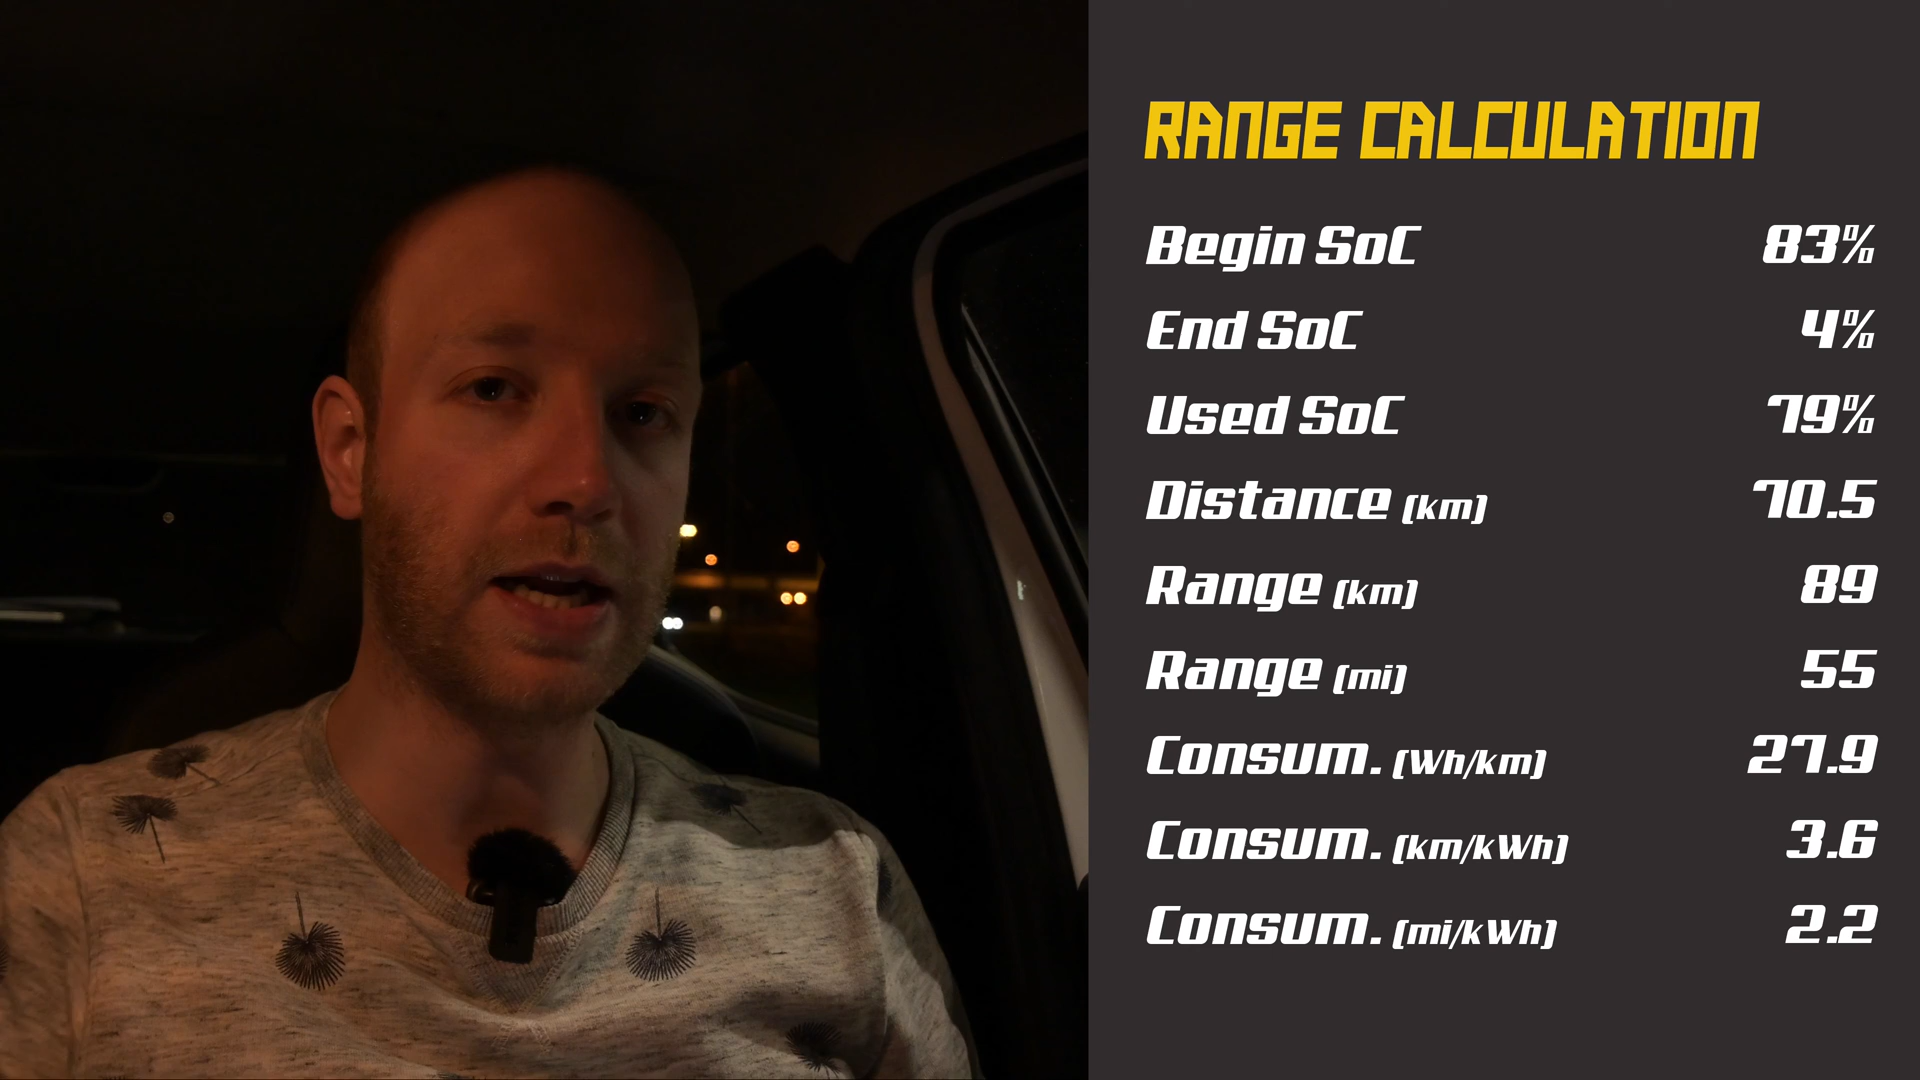 RANGE CALCULATION
Begin SoC 83%
End SoC 4%
Used SoC 79%
Distance (km) 70.5
Range (km) 89
Range (mi) 55
Consum. (Wh/km) 27.9
Consum. (km/kWh) 3.6
Consum. (mi/kWh) 2.2